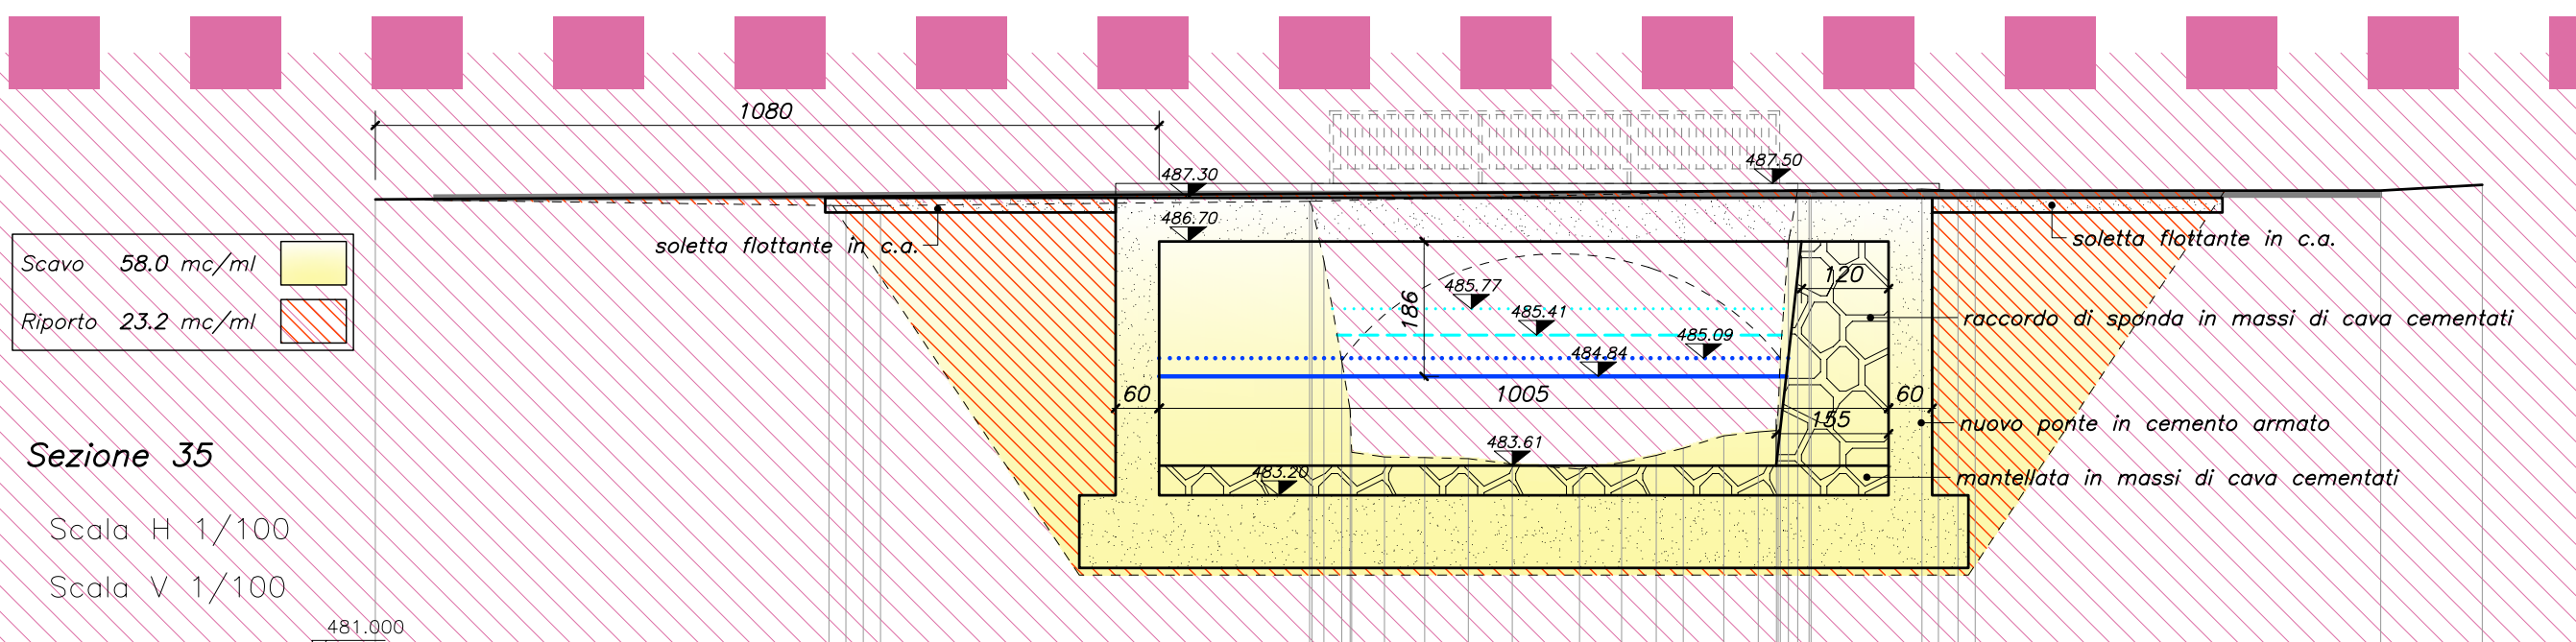 1080
487.30
487.50
486.70
soletta flottante in c.a.
soletta flottante in c.a.
Scavo 58.0 mc/ml
Riporto 23.2 mc/ml
120
485.77
186
485.41
raccordo di sponda in massi di cava cementati
485.09
484.84
60
1005
60
155
nuovo ponte in cemento armato
483.61
Sezione 35
483.20
mantellata in massi di cava cementati
Scala H 1/100
Scala V 1/100
481.000